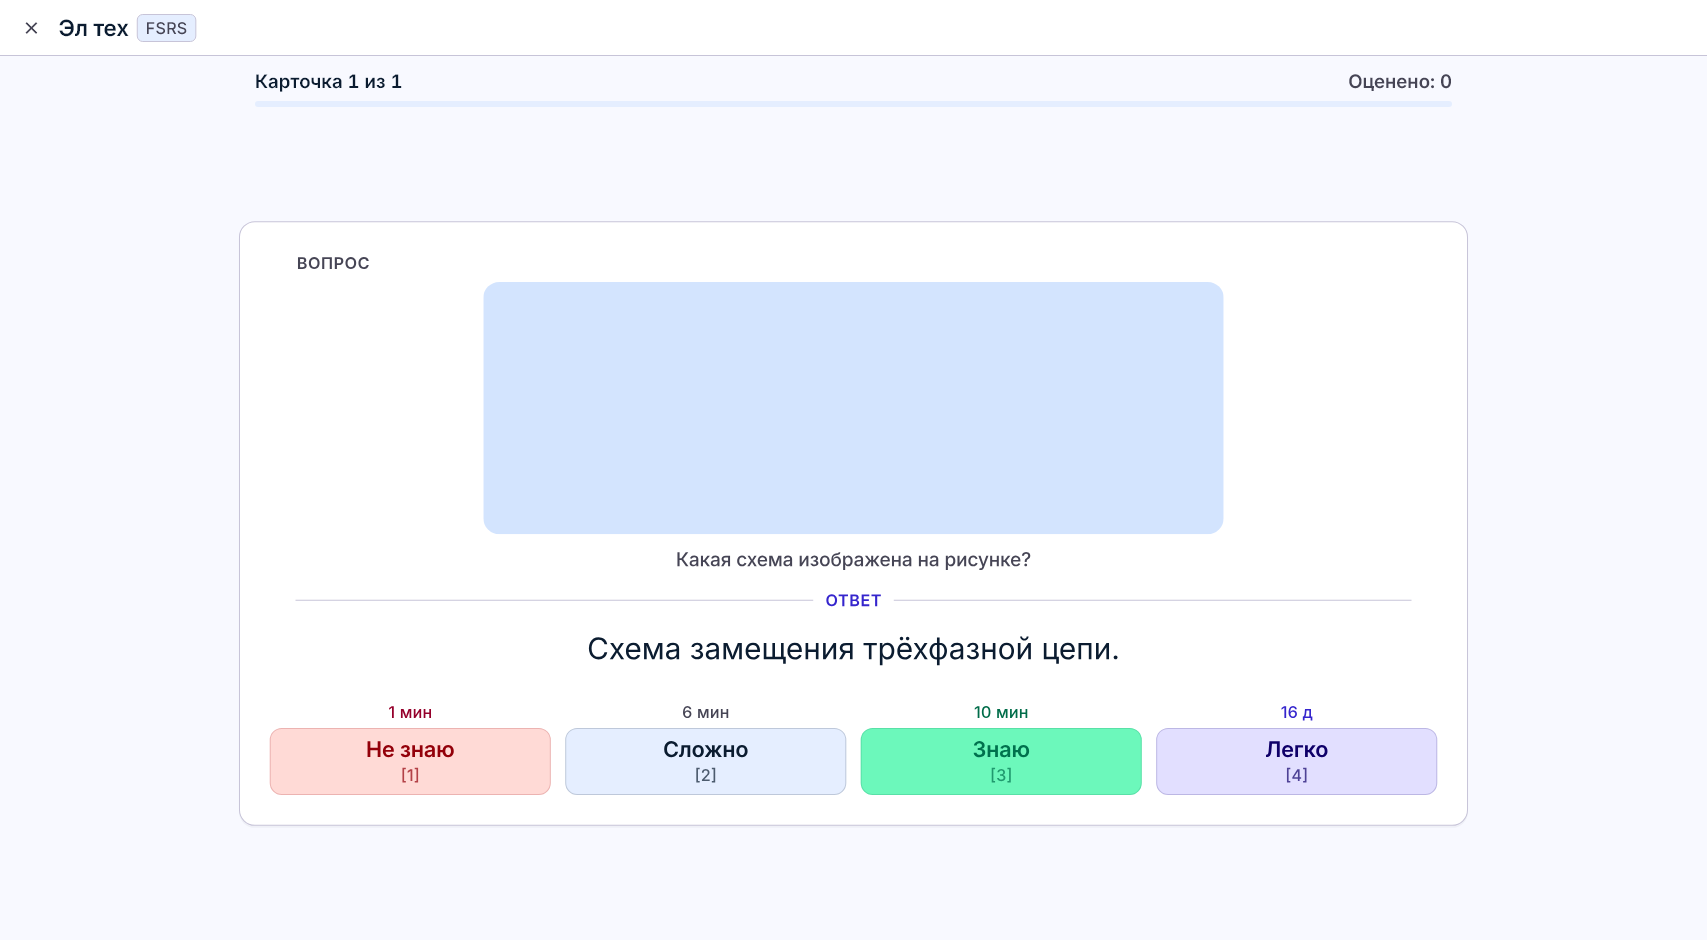 Эл тех FSRS
Карточка 1 из 1
Оценено: 0
ВОПРОС
Какая схема изображена на рисунке?
ОТВЕТ
Схема замещения трёхфазной цепи.
1 мин
Не знаю
[1]
6 мин
Сложно
[2]
10 мин
Знаю
[3]
16 д
Легко
[4]